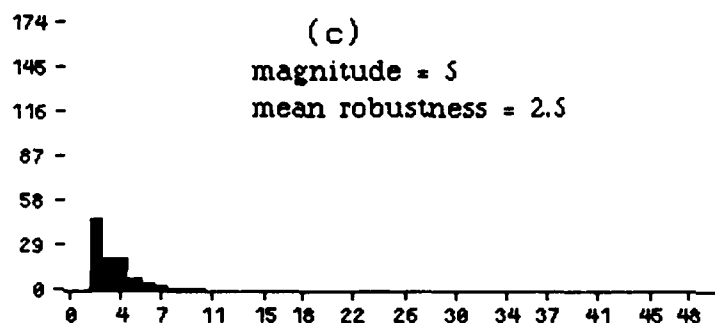 174 -
(c)
145 -
magnitude = 5
116 -
mean robustness = 2.5
87 -
58 -
29 -
0 -
0 4 7 11 15 18 22 26 30 34 37 41 45 48